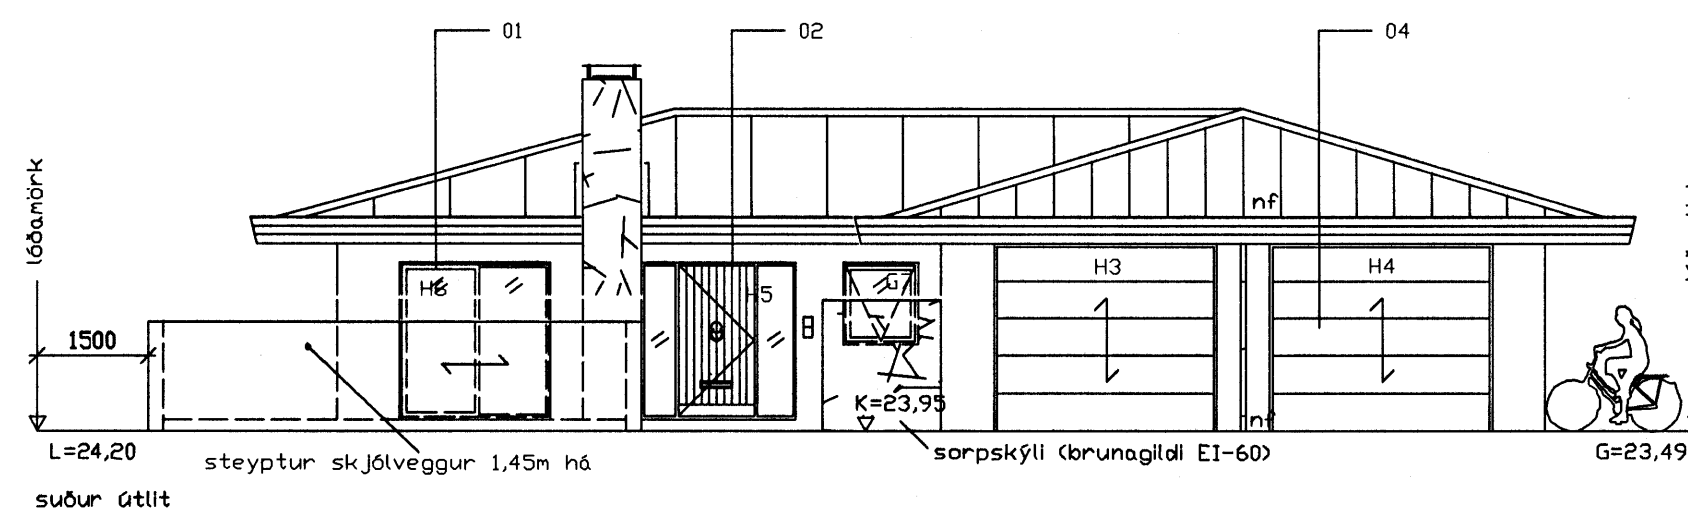 01
02
04
lóðamörk
nf
H6
H5
G7
H3
H4
1500
K=23,95
nf
L=24,20
steyptur skjólveggur 1,45m há
sorpskýli (brunagildi EI-60)
G=23,49
suður útlit